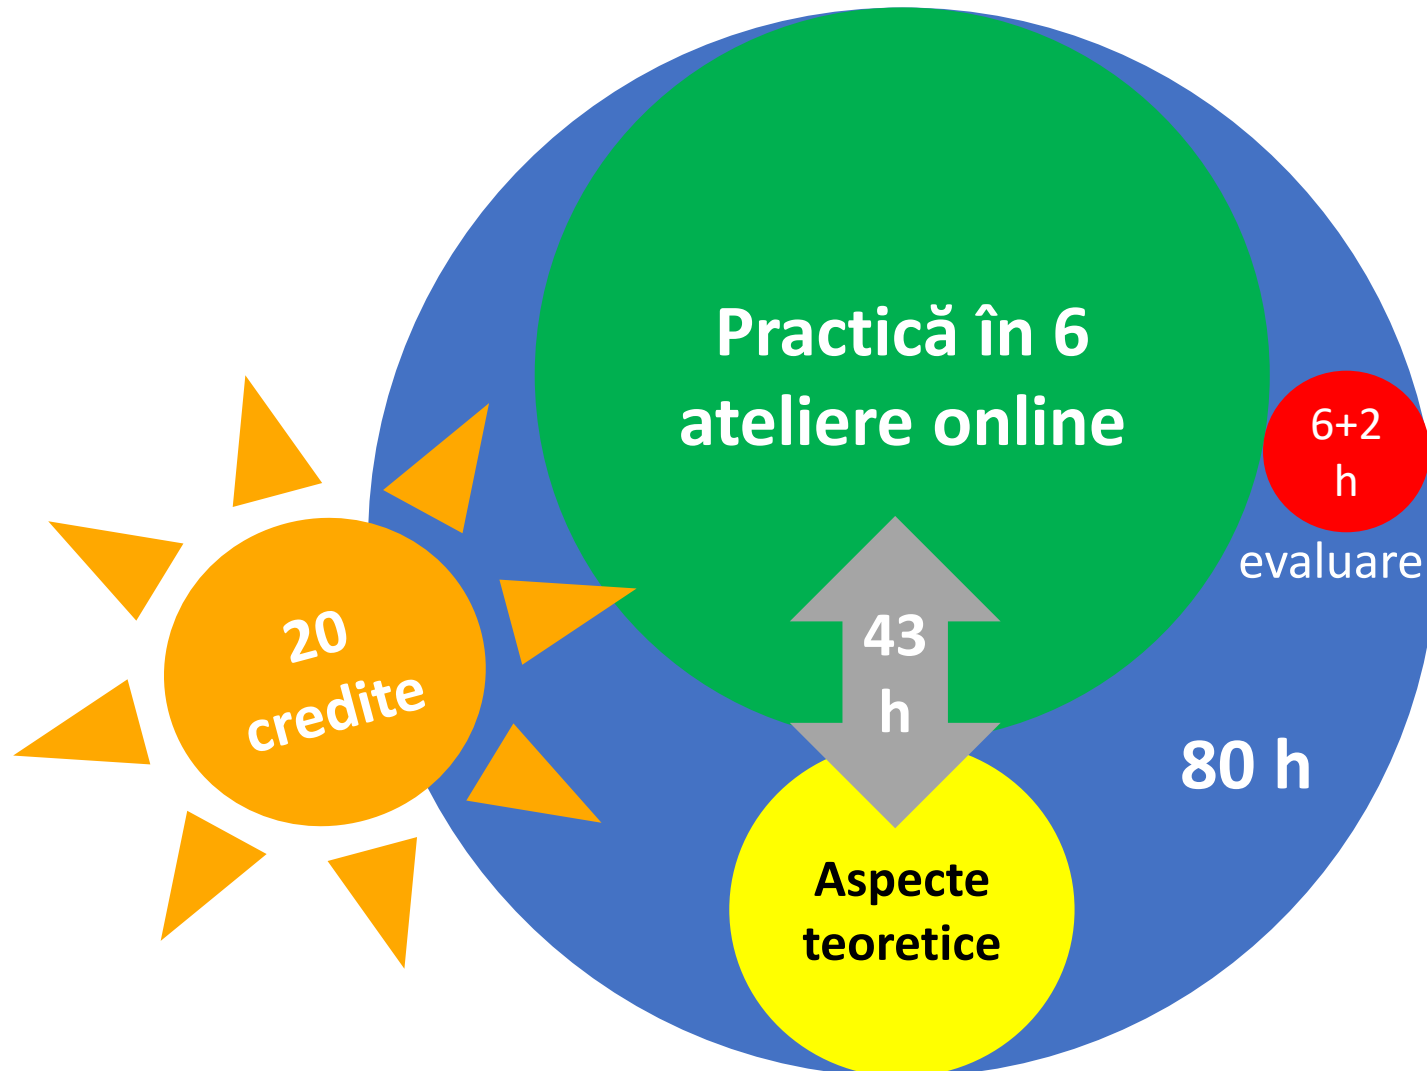 Practică în 6
ateliere online
6+2
h
evaluare
43
h
20
credite
80 h
Aspecte
teoretice